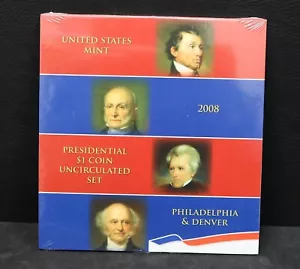 UNITED STATES
MINT
2008
PRESIDENTIAL
$1 COIN
UNCIRCULATED
SET
PHILADELPHIA
& DENVER